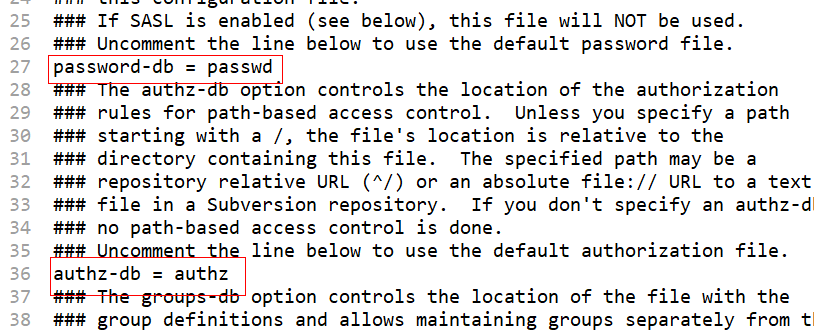 24 ### this configuration file.
25 ### If SASL is enabled (see below), this file will NOT be used.
26 ### Uncomment the line below to use the default password file.
27 password-db = passwd
28 ### The authz-db option controls the location of the authorization
29 ### rules for path-based access control.  Unless you specify a path
30 ### starting with a /, the file's location is relative to the
31 ### directory containing this file.  The specified path may be a
32 ### repository relative URL (^/) or an absolute file:// URL to a text
33 ### file in a Subversion repository.  If you don't specify an authz-d
34 ### no path-based access control is done.
35 ### Uncomment the line below to use the default authorization file.
36 authz-db = authz
37 ### The groups-db option controls the location of the file with the
38 ### group definitions and allows maintaining groups separately from